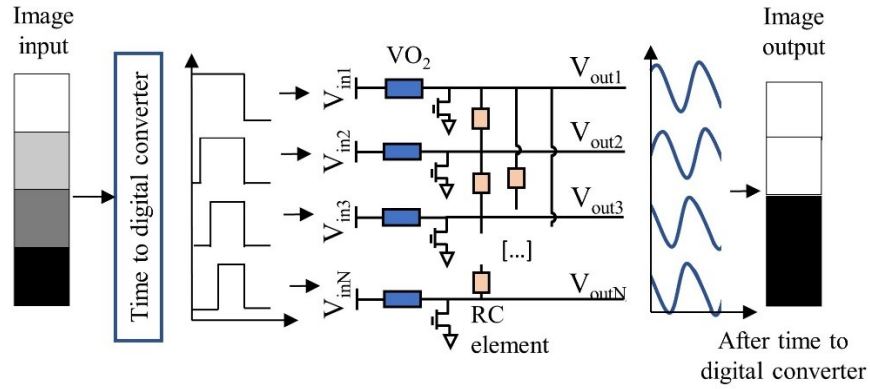 Image
input
Time to digital converter
VO2
Vin1
Vin2
Vin3
VinN
Vout1
Vout2
Vout3
[...]
VoutN
RC
element
Image
output
After time to
digital converter